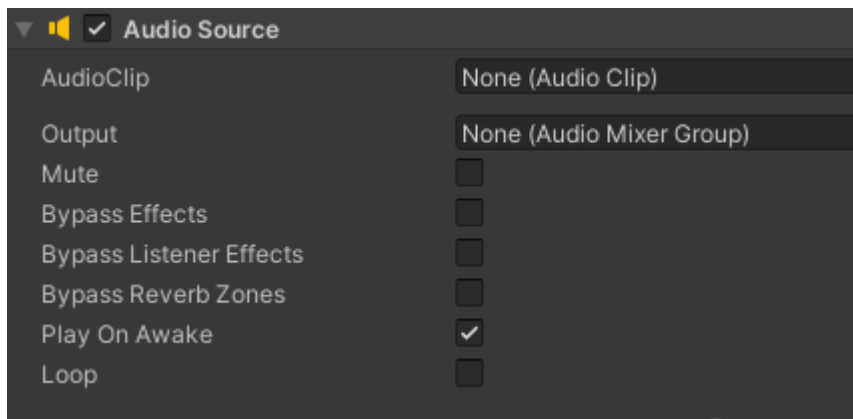 Audio Source
AudioClip None (Audio Clip)
Output None (Audio Mixer Group)
Mute
Bypass Effects
Bypass Listener Effects
Bypass Reverb Zones
Play On Awake
Loop